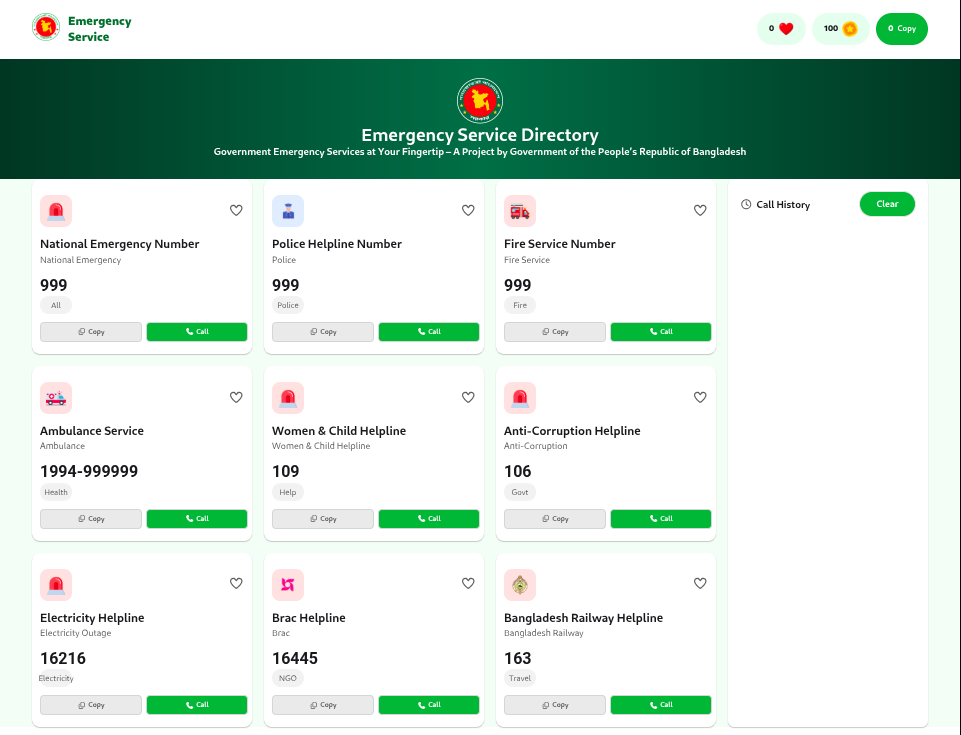 Emergency
Service
0
100
0 Copy
Emergency Service Directory
Government Emergency Services at Your Fingertip – A Project by Government of the People's Republic of Bangladesh
National Emergency Number
National Emergency
999
All
Copy
Call
Police Helpline Number
Police
999
Police
Copy
Call
Fire Service Number
Fire Service
999
Fire
Copy
Call
Call History
Clear
Ambulance Service
Ambulance
1994-999999
Health
Copy
Call
Women & Child Helpline
Women & Child Helpline
109
Help
Copy
Call
Anti-Corruption Helpline
Anti-Corruption
106
Govt
Copy
Call
Electricity Helpline
Electricity Outage
16216
Electricity
Copy
Call
Brac Helpline
Brac
16445
NGO
Copy
Call
Bangladesh Railway Helpline
Bangladesh Railway
163
Travel
Copy
Call